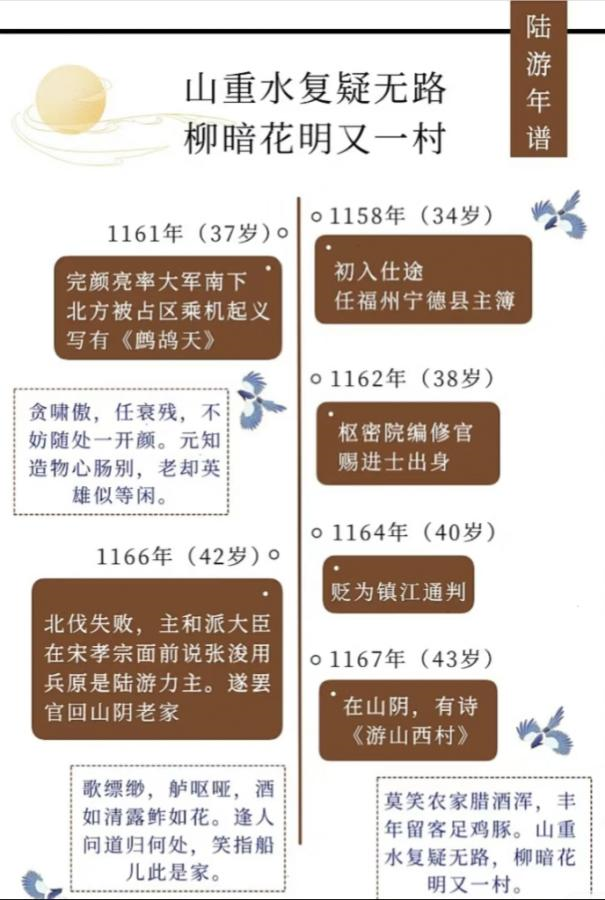 陆游年谱
山重水复疑无路
柳暗花明又一村
1158年（34岁）
初入仕途
任福州宁德县主簿
1161年（37岁）
完颜亮率大军南下
北方被占区乘机起义
写有《鹧鸪天》
贪啸傲，任衰残，不
妨随处一开颜。元知
造物心肠别，老却英
雄似等闲。
1162年（38岁）
枢密院编修官
赐进士出身
1164年（40岁）
贬为镇江通判
1166年（42岁）
北伐失败，主和派大臣
在宋孝宗面前说张浚用
兵原是陆游力主。遂罢
官回山阴老家
歌缥缈，舻呕哑，酒
如清露鲊如花。逢人
问道归何处，笑指船
儿此是家。
1167年（43岁）
在山阴，有诗
《游山西村》
莫笑农家腊酒浑，丰
年留客足鸡豚。山重
水复疑无路，柳暗花
明又一村。